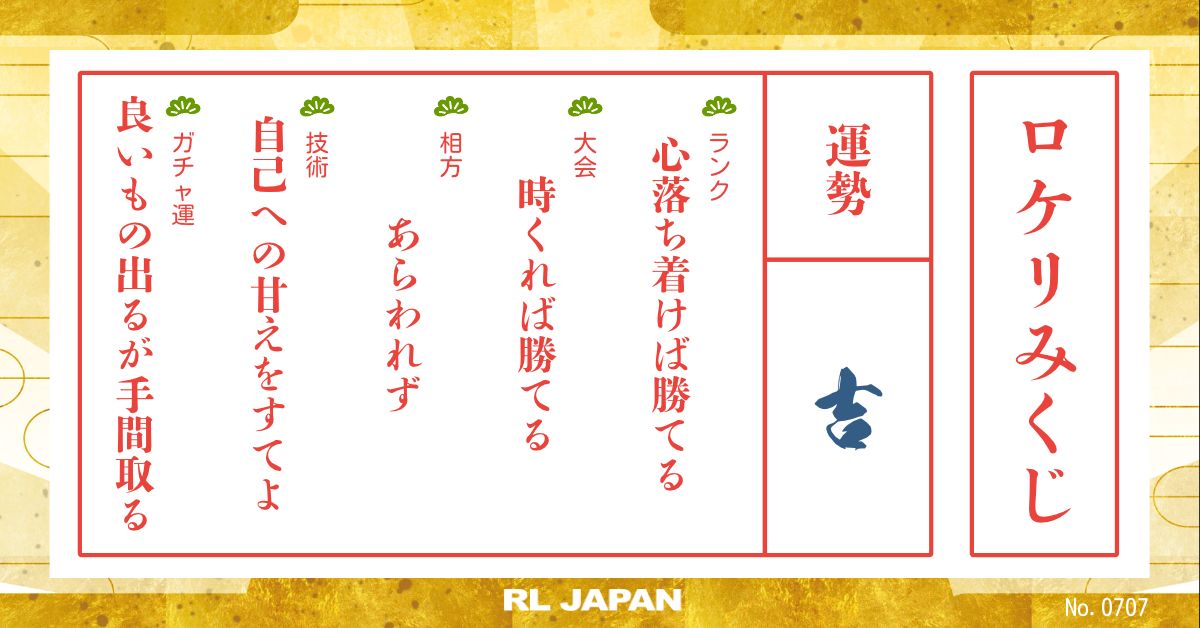 ロケリみくじ
運勢
吉
ランク
心落ち着けば勝てる
大会
時くれば勝てる
相方
あらわれず
技術
自己への甘えをすてよ
ガチャ運
良いもの出るが手間取る
RL JAPAN
No. 0707